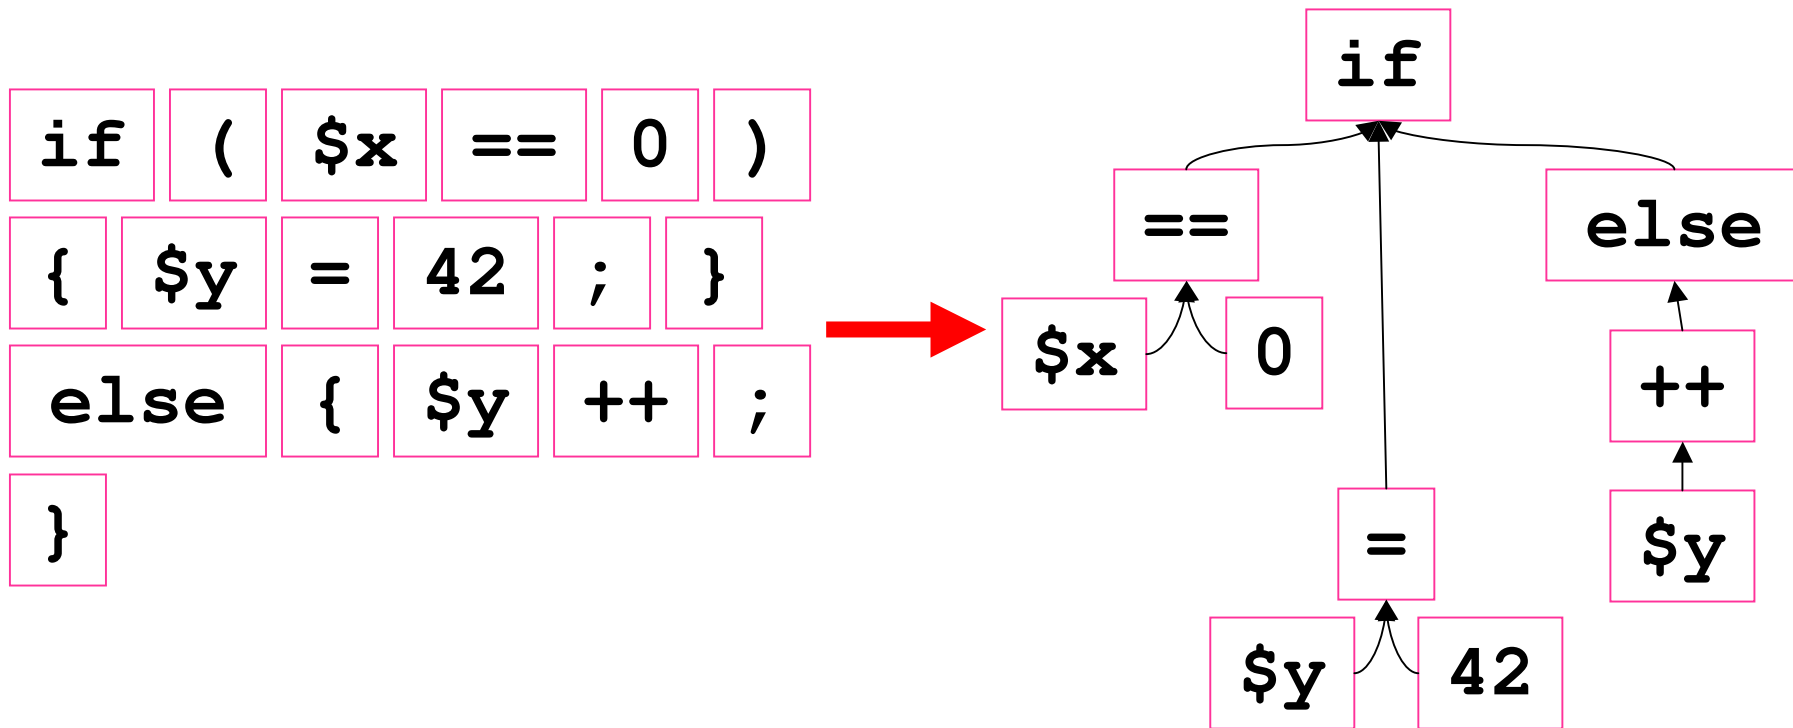 if ( $x == 0 )
{ $y = 42 ; }
else { $y ++ ;
}
if
== else
$x 0
++
= $y
$y 42